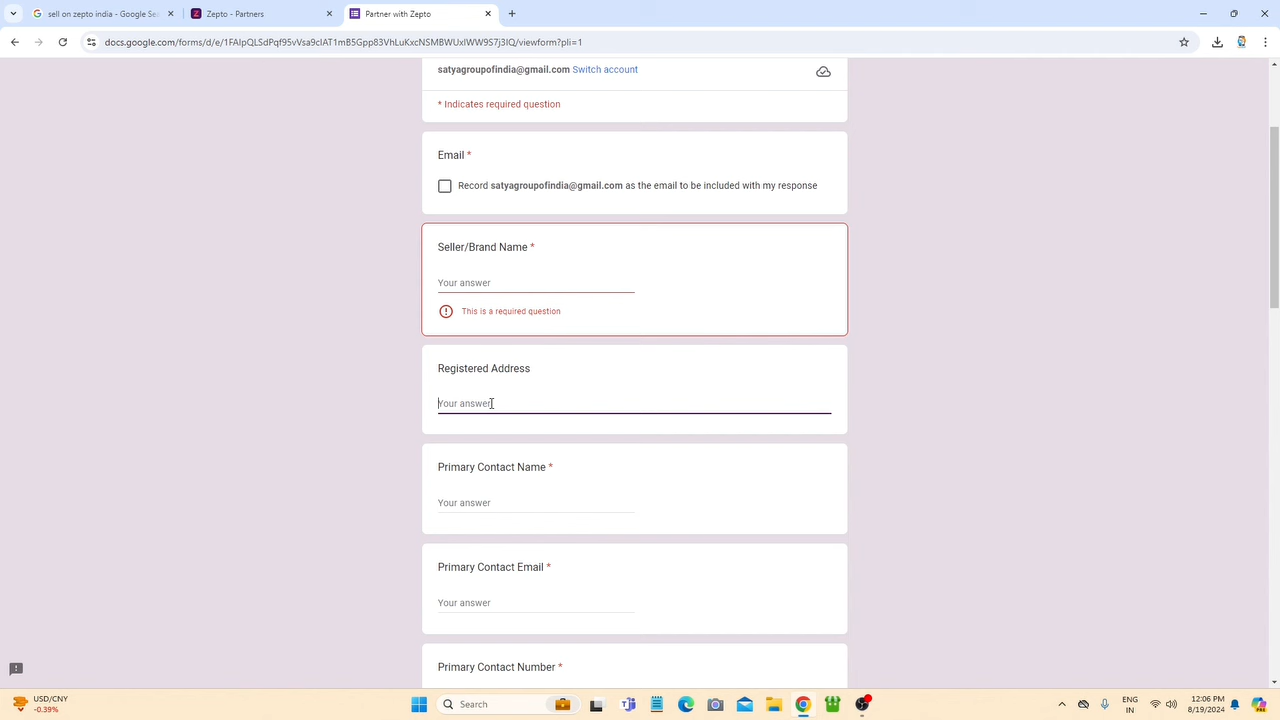 sell on zepto india - Google Sea
Zepto - Partners
Partner with Zepto
docs.google.com/forms/d/e/1FAIpQLSdPqf95vVsa9clAT1mB5Gpp83VhLuKxcNSMBWUxIWW9S7j3IQ/viewform?pli=1
satyagroupofindia@gmail.com Switch account
* Indicates required question
Email *
Record satyagroupofindia@gmail.com as the email to be included with my response
Seller/Brand Name *
Your answer
This is a required question
Registered Address
Your answer
Primary Contact Name *
Your answer
Primary Contact Email *
Your answer
Primary Contact Number *
USD/CNY
-0.39%
Search
ENG
IN
12:06 PM
8/19/2024